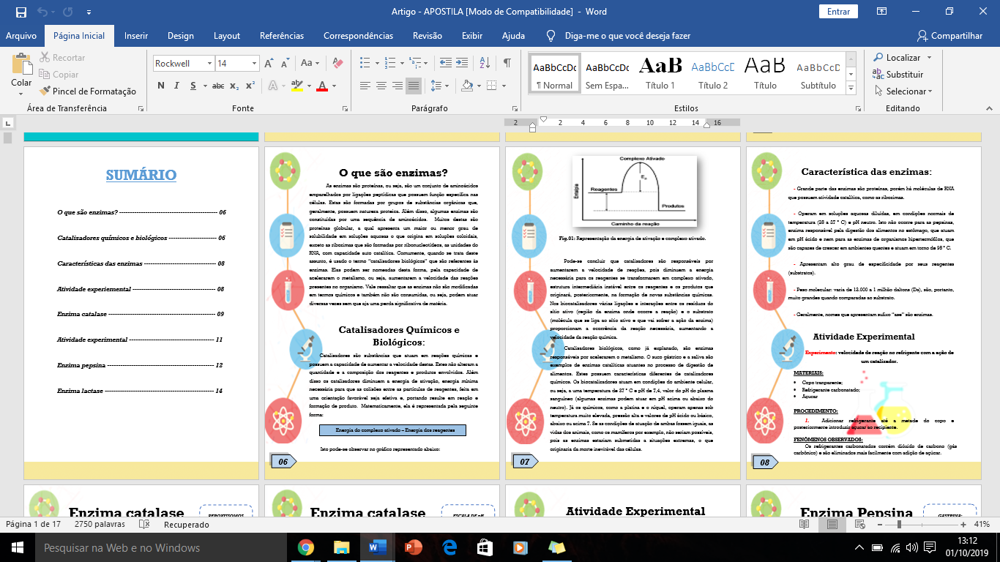 Artigo - APOSTILA [Modo de Compatibilidade] - Word
Entrar
Arquivo
Página Inicial
Inserir
Design
Layout
Referências
Correspondências
Revisão
Exibir
Ajuda
Diga-me o que você deseja fazer
Compartilhar
Colar
Recortar
Copiar
Pincel de Formatação
Área de Transferência
Rockwell
14
Fonte
Parágrafo
AaBbCcDc
¶ Normal
AaBbCcDc
Sem Espa...
AaB
Título 1
AaBbCcD
Título 2
AaB
Título
AaBbCcD
Subtítulo
Estilos
Localizar
Substituir
Selecionar
Editando
2 2 4 6 8 10 12 14 16
SUMÁRIO
O que são enzimas? ---------------------------------------------- 06
Catalisadores químicos e biológicos ---------------------- 06
Características das enzimas --------------------------------- 08
Atividade experiemental -------------------------------------- 08
Enzima catalase ------------------------------------------------- 09
Atividade experimental --------------------------------------- 11
Enzima pepsina ------------------------------------------------- 12
Enzima lactase -------------------------------------------------- 14
O que são enzimas?
As enzimas são proteínas, ou seja, são um conjunto de aminoácidos
emparelhados por ligações peptídicas que possuem função específica nas
células. Estas são formadas por grupos de substâncias orgânicas que,
geralmente, possuem natureza proteica. Além disso, algumas enzimas são
constituídas por uma sequência de aminoácidos. Muitos destas são
proteínas globular, a qual apresenta um maior ou menor grau de
solubilidade em soluções aquosas o que origina em soluções coloidais,
exceto as ribozimas que são formadas por ribonucleotídeos, as unidades do
RNA, com capacidade auto catalítica. Comumente, quando se trata deste
assunto, é usado o termo "catalisadores biológicos" que são referentes às
enzimas. Elas podem ser nomeadas desta forma, pela capacidade de
acelerarem o metalismo, ou seja, aumentarem a velocidade das reações
presentes no organismo. Vale ressaltar que as enzimas não são modificadas
em termos químicos e também não são consumidas, ou seja, podem atuar
diversas vezes sem que aja uma perda significativa de matéria.
Catalisadores Químicos e
Biológicos:
Catalisadores são substâncias que atuam em reações químicas e
possuem a capacidade de aumentar a velocidade destas. Estes não alteram a
quantidade e a composição dos reagentes e produtos envolvidos. Além
disso os catalisadores diminuem a energia de ativação, energia mínima
necessária para que as colisões entre as partículas de reagentes, feita em
uma orientação favorável seja efetiva e, portando resulte em reação e
formação de produto. Matematicamente, ela é representada pela seguinte
forma:
Energia do complexo ativado – Energia dos reagentes
Isto pode-se observar no gráfico representado abaixo:
06
Complexo Ativado
Entalpia
Reagentes
Ea
Produtos
Caminho da reação
Fig.01: Representação da energia de ativação e complexo ativado.
Pode-se concluir que catalisadores são responsáveis por
aumentarem a velocidade de reações, pois diminuem a energia
necessária para os reagentes se transformarem em complexo ativado,
estrutura intermediária instável entre os reagentes e os produtos que
originará, posteriormente, na formação de novas substâncias químicas.
Nos biocatalisadores várias ligações e interações entre os resíduos do
sítio ativo (região da enzima onde ocorre a reação) e o substrato
(molécula que se liga ao sítio ativo e que vai sofrer a ação da enzima)
proporcionam a ocorrência da reação necessária, aumentando a
velocidade da reação química.
Catalisadores biológicos, como já explanado, são enzimas
responsáveis por acelerarem o metalismo. O suco gástrico e a saliva são
exemplos de enzimas catalíticas atuantes no processo de digestão de
alimentos. Estes possuem características diferentes de catalisadores
químicos. Os biocatalisadores atuam em condições do ambiente celular,
ou seja, a uma temperatura de 37 ° C e pH de 7,4, valor do pH do plasma
sanguíneo (algumas enzimas podem atuar em pH acima ou abaixo do
neutro). Já os químicos, como a platina e o níquel, operam apenas sob
temperatura muito elevada, pressão alta e valores de pH ácido ou básico,
abaixo ou acima 7. Se as condições de atuação de ambas fossem iguais, as
vidas dos animais, como os mamíferos por exemplo, não seriam possíveis,
pois as enzimas estariam submetidas a situações extremas, o que
originaria da morte inevitável das células.
07
Característica das enzimas:
- Grande parte das enzimas são proteínas, porém há moléculas de RNA
que possuem atividade catalítica, como as ribozimas.
- Operam em soluções aquosas diluídas, em condições normais de
temperatura (28 a 37 ° C) e pH neutro. Isto não ocorre para as pepsinas,
enzima responsável pela digestão dos alimentos no estômago, que atuam
em pH ácido e nem para as enzimas de organismos hipertermófilos, que
são capazes de crescer em ambientes quentes e atuam em torno de 98° C.
- Apresentam alto grau de especificidade por seus reagentes
(substratos).
- Peso molecular: varia de 12.000 a 1 milhão daltons (Da), são, portanto,
muito grandes quando comparadas ao substrato.
- Geralmente, nomes que apresentam sufixo "ase" são enzimas.
Atividade Experimental
Experimento: velocidade de reação no refrigente com a ação de
um catalizador.
MATERIAIS:
• Copo tranparente;
• Refrigerante carbonatado;
• Açucar
PROCEDIMENTO:
1. Adicionar refrigerante até a metade do copo e
posteriormente introduzir açucar ao recipiente.
FENÔMENOS OBSERVADOS:
Os refrigerantes carbonatados contém dióxido de carbono (gás
carbônico) e são eliminados mais facilmente com adição de açúcar.
08
Enzima catalase
PEROXISSOMOS
Enzima catalase
ESCALA DE pH
Atividade Experimental
Enzima Pepsina
GASTRINA:
Página 1 de 17
2750 palavras
Recuperado
41%
Pesquisar na Web e no Windows
13:12
01/10/2019